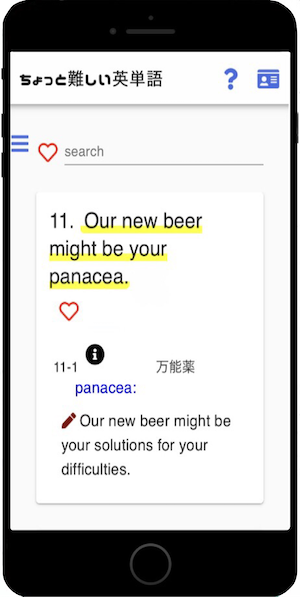 ちょっと難しい英単語
?
search
11. Our new beer
might be your
panacea.
11-1 万能薬
panacea:
Our new beer might be
your solutions for your
difficulties.